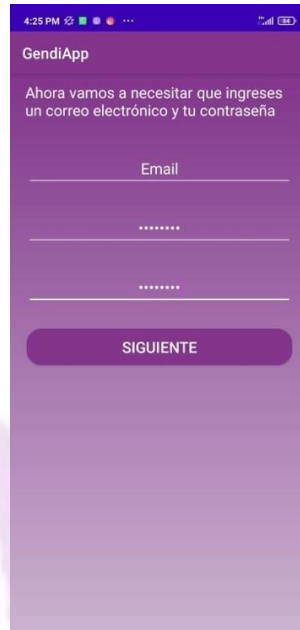 4:25 PM
GendiApp
Ahora vamos a necesitar que ingreses
un correo electrónico y tu contraseña
Email
••••••••
••••••••
SIGUIENTE